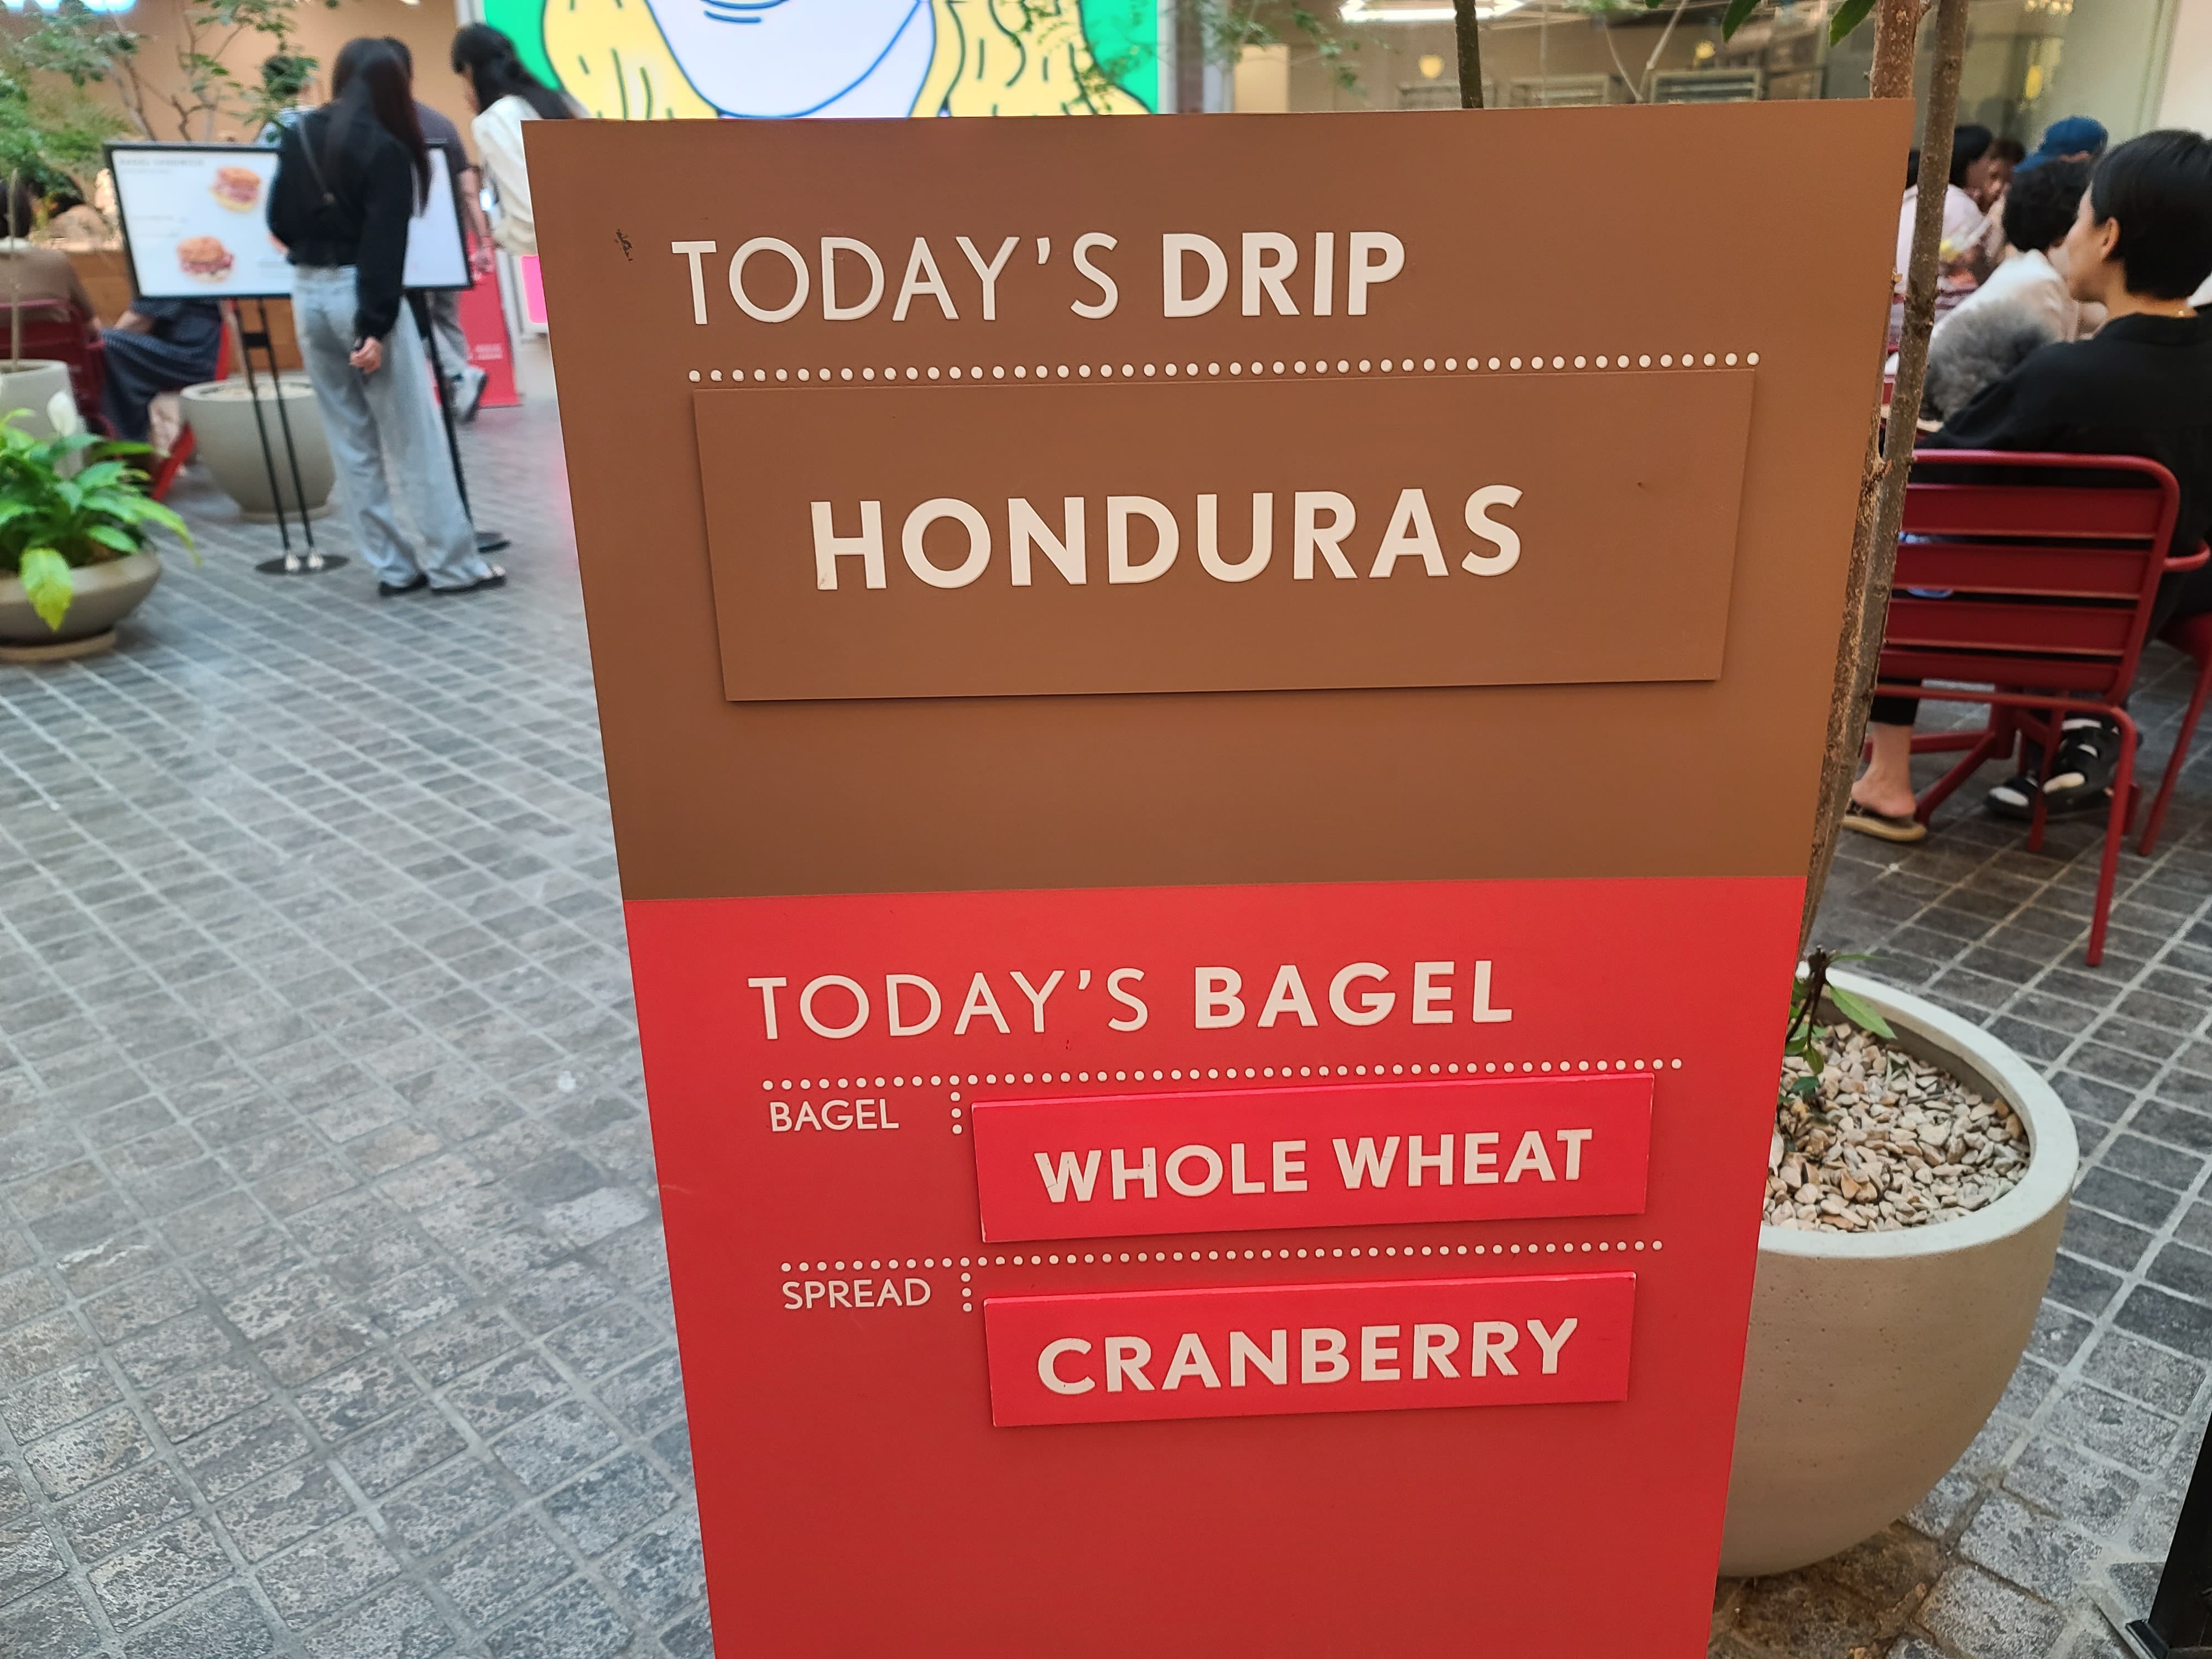 TODAY'S DRIP
HONDURAS
TODAY'S BAGEL
BAGEL
WHOLE WHEAT
SPREAD
CRANBERRY